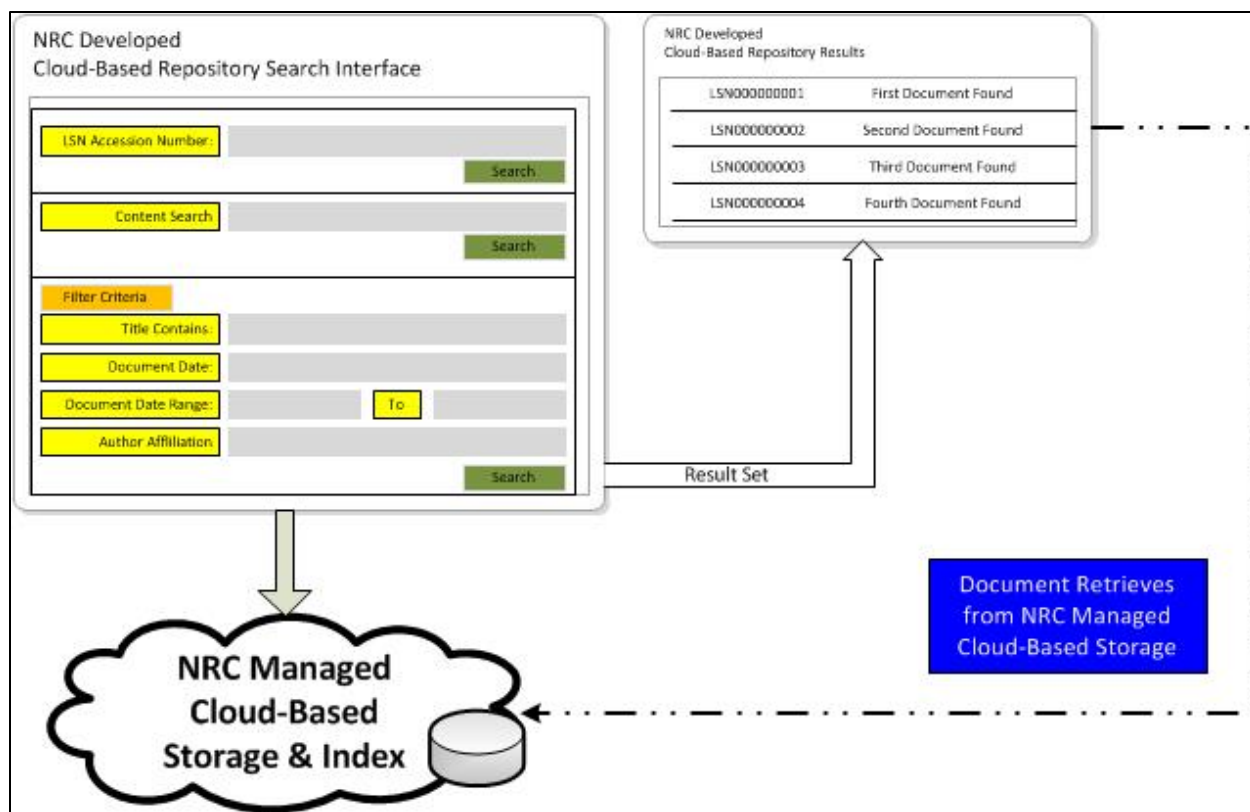 NRC Developed
Cloud-Based Repository Search Interface
LSN Accession Number:
Search
Content Search
Search
Filter Criteria
Title Contains:
Document Date:
Document Date Range:
To
Author Affiliation
Search
NRC Developed
Cloud-Based Repository Results
LSN000000001 First Document Found
LSN000000002 Second Document Found
LSN000000003 Third Document Found
LSN000000004 Fourth Document Found
Result Set
Document Retrieves
from NRC Managed
Cloud-Based Storage
NRC Managed
Cloud-Based
Storage & Index